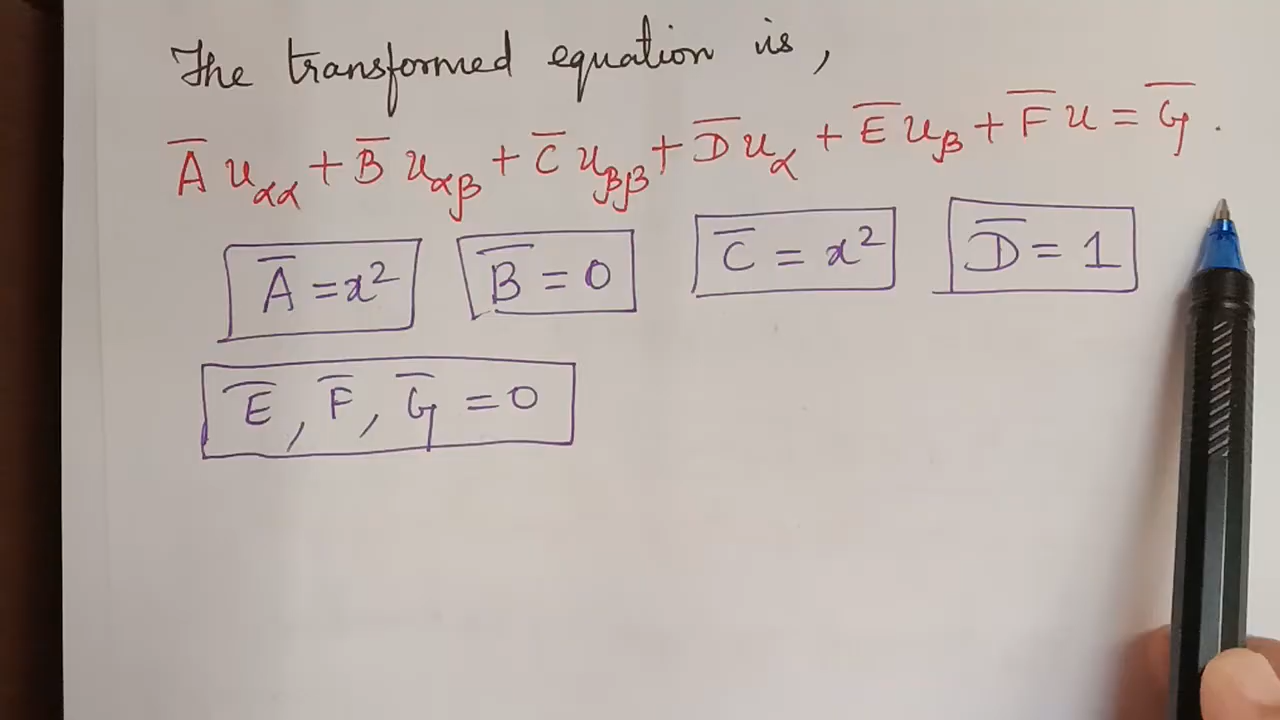 The transformed equation is,
A̅ u_αα + B̅ u_αβ + C̅ u_ββ + D̅ u_α + E̅ u_β + F̅ u = G̅.
A̅ = x² B̅ = 0 C̅ = x² D̅ = 1
E̅, F̅, G̅ = 0